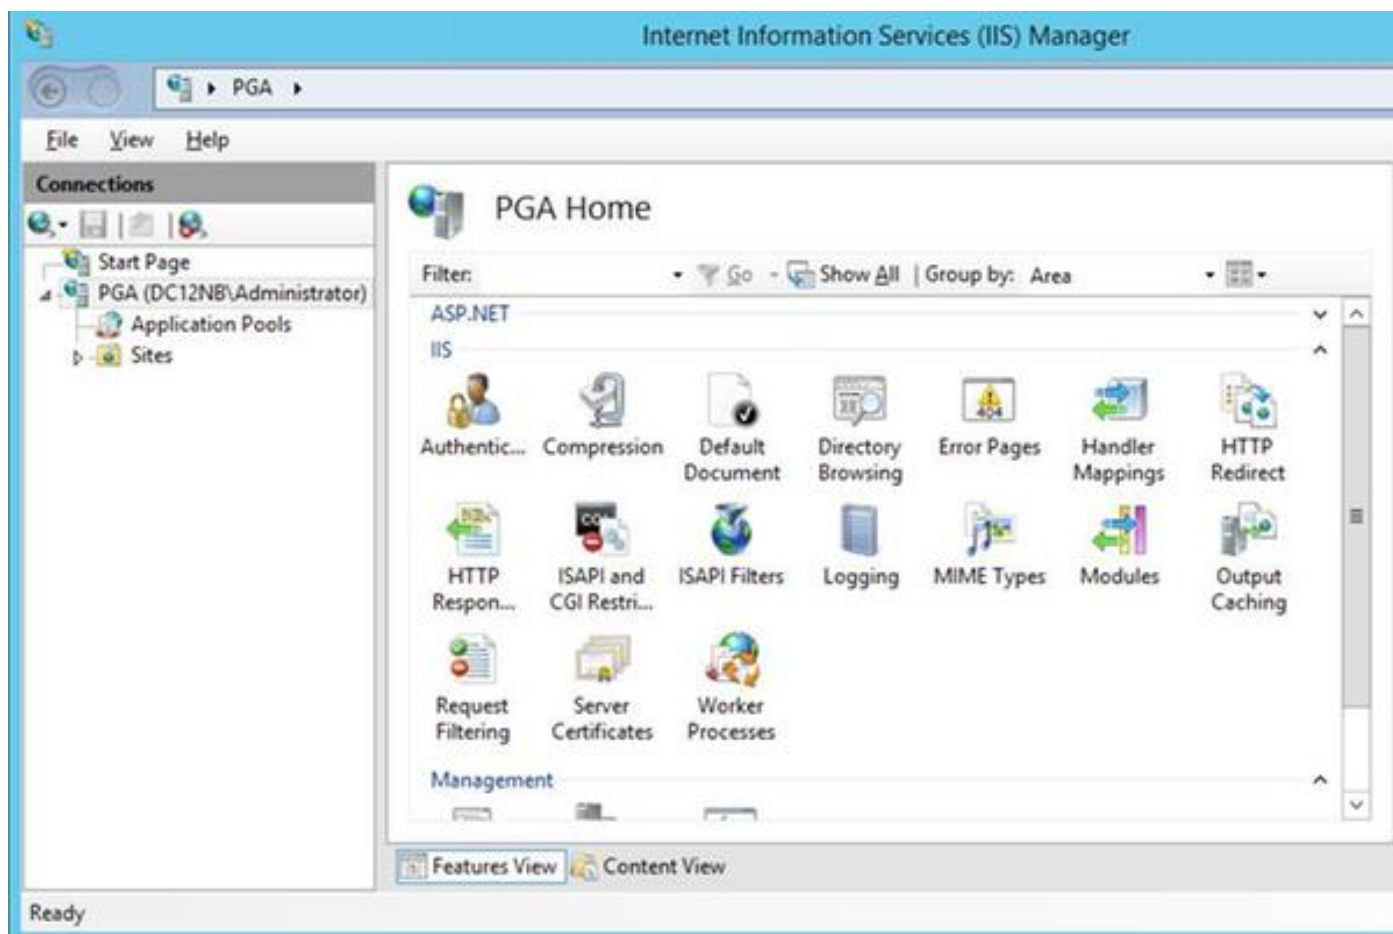 Internet Information Services (IIS) Manager
PGA
File View Help
Connections
Start Page
PGA (DC12NB\Administrator)
Application Pools
Sites
PGA Home
Filter: Go Show All Group by: Area
ASP.NET
IIS
Authentic... Compression Default Document Directory Browsing Error Pages Handler Mappings HTTP Redirect
HTTP Respon... ISAPI and CGI Restri... ISAPI Filters Logging MIME Types Modules Output Caching
Request Filtering Server Certificates Worker Processes
Management
Features View Content View
Ready